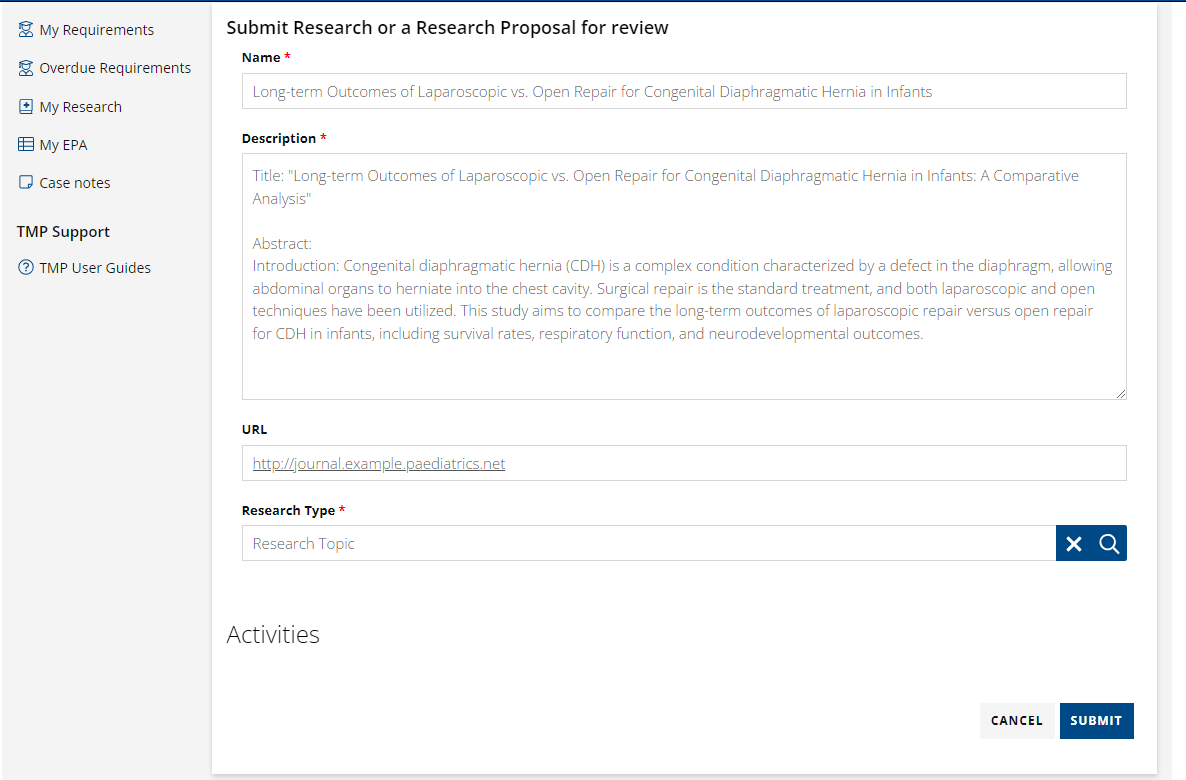 My Requirements
Overdue Requirements
My Research
My EPA
Case notes
TMP Support
TMP User Guides
Submit Research or a Research Proposal for review
Name *
Long-term Outcomes of Laparoscopic vs. Open Repair for Congenital Diaphragmatic Hernia in Infants
Description *
Title: "Long-term Outcomes of Laparoscopic vs. Open Repair for Congenital Diaphragmatic Hernia in Infants: A Comparative
Analysis"
Abstract:
Introduction: Congenital diaphragmatic hernia (CDH) is a complex condition characterized by a defect in the diaphragm, allowing
abdominal organs to herniate into the chest cavity. Surgical repair is the standard treatment, and both laparoscopic and open
techniques have been utilized. This study aims to compare the long-term outcomes of laparoscopic repair versus open repair
for CDH in infants, including survival rates, respiratory function, and neurodevelopmental outcomes.
URL
http://journal.example.paediatrics.net
Research Type *
Research Topic
Activities
CANCEL SUBMIT